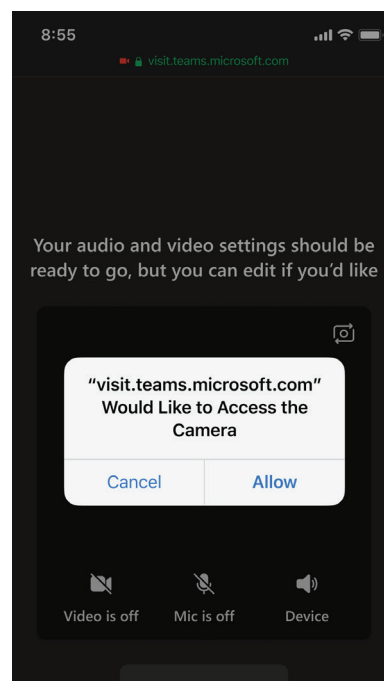 8:55
visit.teams.microsoft.com
Your audio and video settings should be
ready to go, but you can edit if you'd like
“visit.teams.microsoft.com”
Would Like to Access the
Camera
Cancel Allow
Video is off Mic is off Device